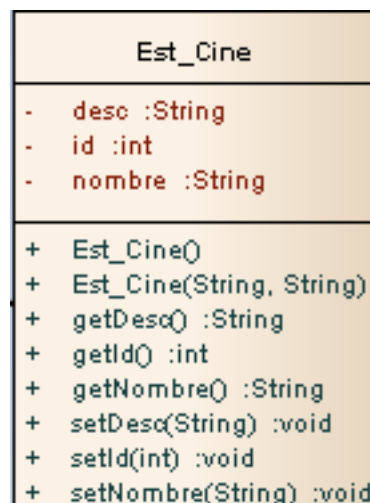 Est_Cine
- desc :String
- id :int
- nombre :String
+ Est_Cine()
+ Est_Cine(String, String)
+ getDesc() :String
+ getId() :int
+ getNombre() :String
+ setDesc(String) :void
+ setId(int) :void
+ setNombre(String) :void